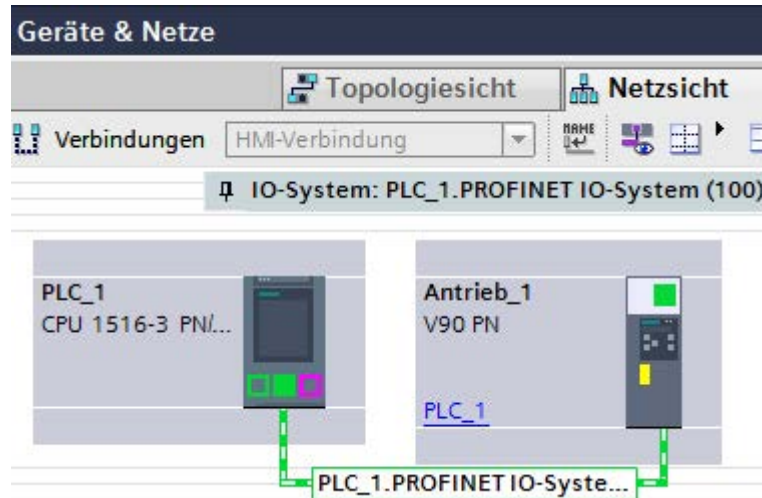 Geräte & Netze
Topologiesicht
Netzsicht
Verbindungen
HMI-Verbindung
NAME
IO-System: PLC_1.PROFINET IO-System (100)
PLC_1
CPU 1516-3 PN/...
Antrieb_1
V90 PN
PLC_1
PLC_1.PROFINET IO-Syste...